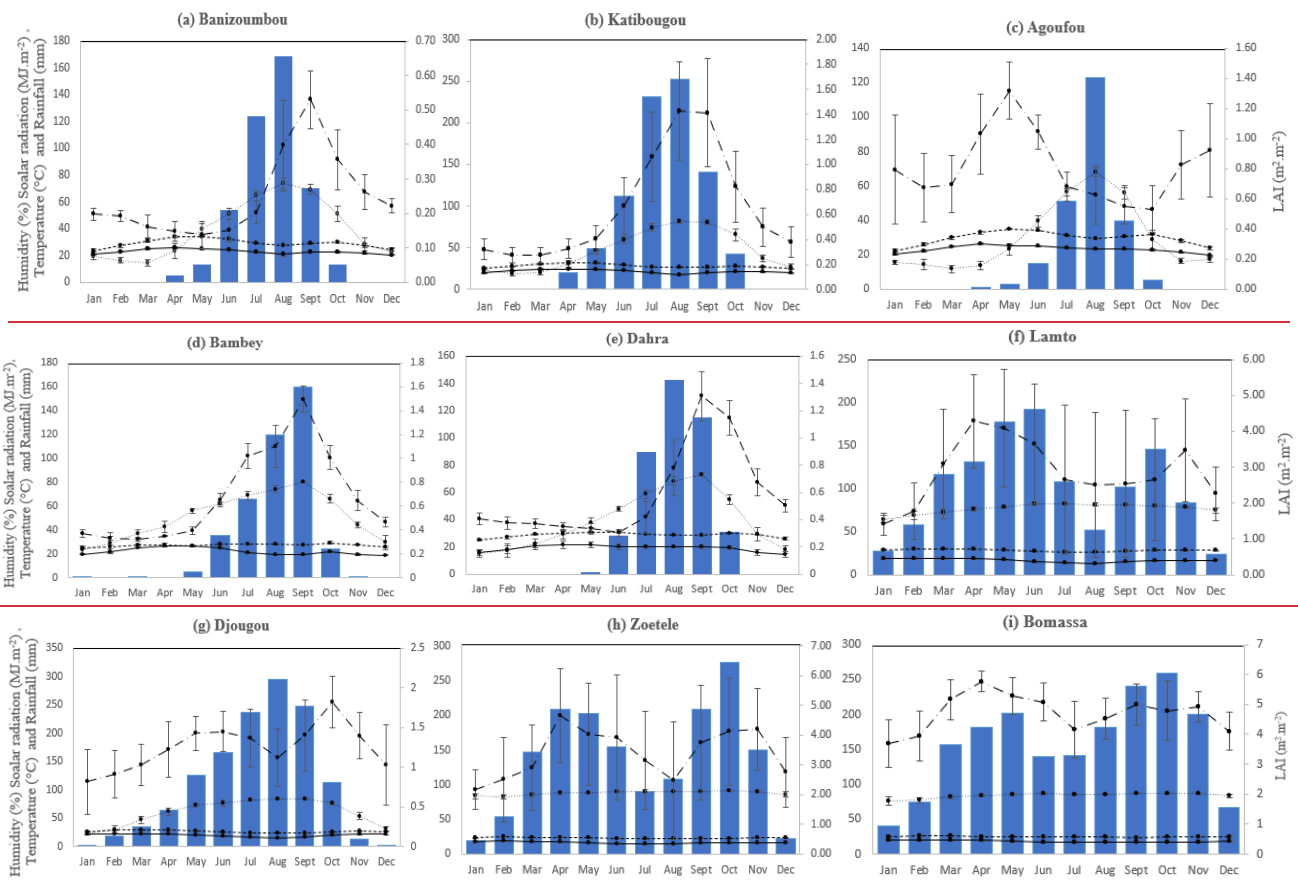 (a) Banizoumbou
(b) Katibougou
(c) Agoufou
Humidity (%) Soalar radiation (MJ.m⁻²) ,
Temperature (°C) and Rainfall (mm)
180 160 140 120 100 80 60 40 20 0
0.70 0.60 0.50 0.40 0.30 0.20 0.10 0.00
Jan Feb Mar Apr May Jun Jul Aug Sept Oct Nov Dec
300 250 200 150 100 50 0
2.00 1.80 1.60 1.40 1.20 1.00 0.80 0.60 0.40 0.20 0.00
Jan Feb Mar Apr May Jun Jul Aug Sept Oct Nov Dec
140 120 100 80 60 40 20 0
1.60 1.40 1.20 1.00 0.80 0.60 0.40 0.20 0.00
LAI (m².m⁻²)
Jan Feb Mar Apr May Jun Jul Aug Sept Oct Nov Dec
(d) Bambey
(e) Dahra
(f) Lamto
Humidity (%) Soalar radiation (MJ.m⁻²),
Temperature (°C) and Rainfall (mm)
180 160 140 120 100 80 60 40 20 0
1.8 1.6 1.4 1.2 1 0.8 0.6 0.4 0.2 0
Jan Feb Mar Apr May Jun Jul Aug Sept Oct Nov Dec
160 140 120 100 80 60 40 20 0
1.6 1.4 1.2 1 0.8 0.6 0.4 0.2 0
Jan Feb Mar Apr May Jun Jul Aug Sept Oct Nov Dec
250 200 150 100 50 0
6.00 5.00 4.00 3.00 2.00 1.00 0.00
LAI (m².m⁻²)
Jan Feb Mar Apr May Jun Jul Aug Sept Oct Nov Dec
(g) Djougou
(h) Zoetele
(i) Bomassa
Humidity (%) Soalar radiation (MJ.m⁻²) ,
Temperature (°C) and Rainfall (mm)
350 300 250 200 150 100 50 0
2.5 2 1.5 1 0.5 0
Jan Feb Mar Apr May Jun Jul Aug Sept Oct Nov Dec
300 250 200 150 100 50 0
7.00 6.00 5.00 4.00 3.00 2.00 1.00 0.00
Jan Feb Mar Apr May Jun Jul Aug Sept Oct Nov Dec
300 250 200 150 100 50 0
7 6 5 4 3 2 1 0
LAI (m².m⁻²)
Jan Feb Mar Apr May Jun Jul Aug Sept Oct Nov Dec